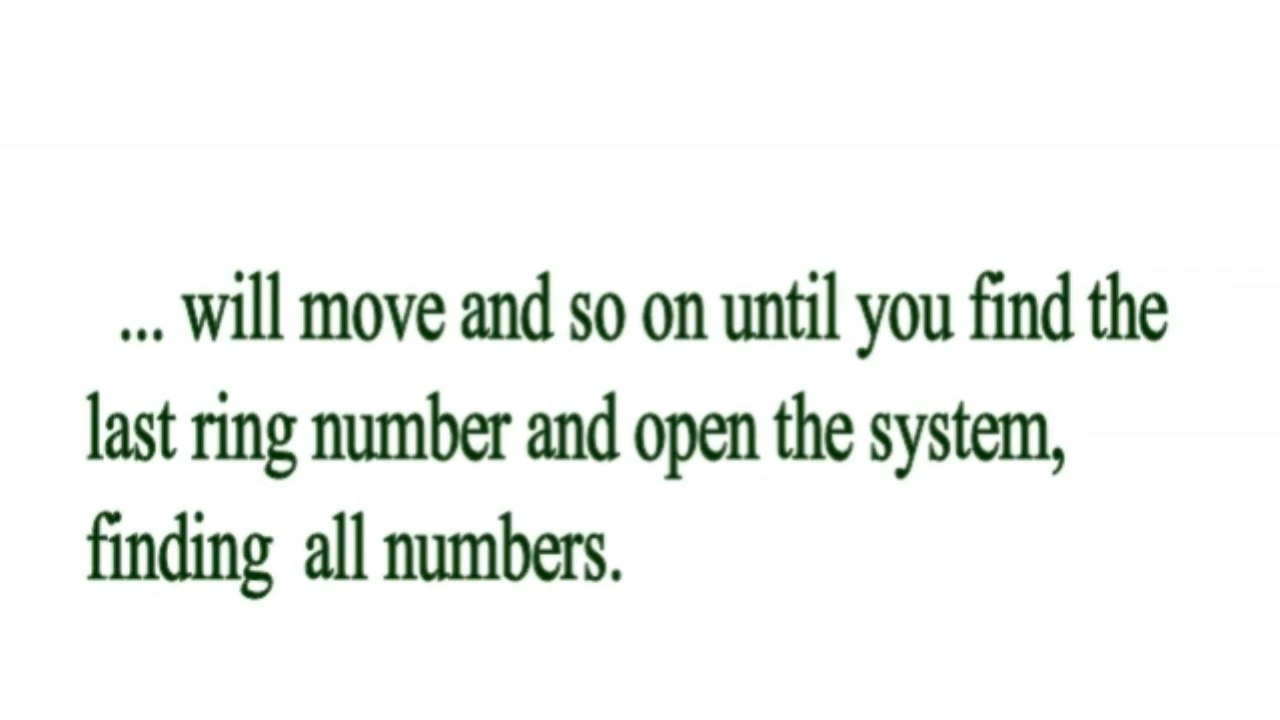 ... will move and so on until you find the
last ring number and open the system,
finding  all numbers.